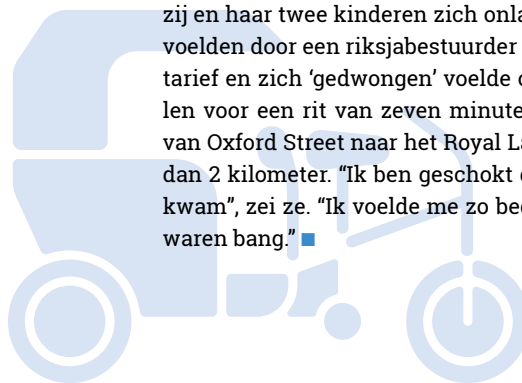 zij en haar twee kinderen zich
voelden door een riksjabestuurder
tarief en zich ‘gedwongen’ voelde
len voor een rit van zeven
van Oxford Street naar het Royal
dan 2 kilometer. “Ik ben geschokt
kwam”, zei ze. “Ik voelde me zo
waren bang.”